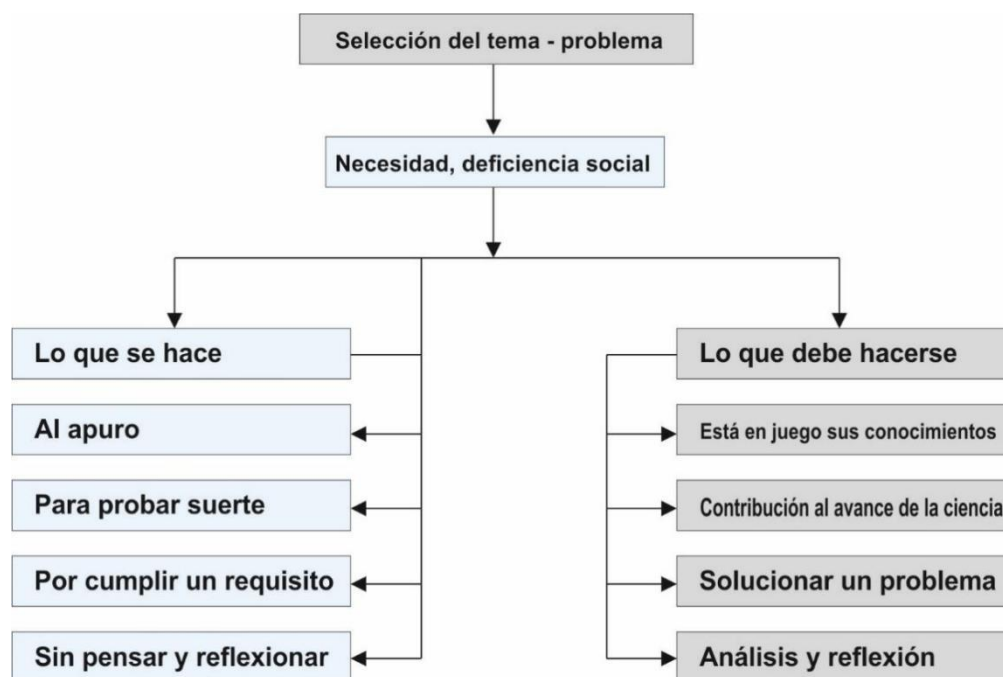 Selección del tema - problema
Necesidad, deficiencia social
Lo que se hace
Al apuro
Para probar suerte
Por cumplir un requisito
Sin pensar y reflexionar
Lo que debe hacerse
Está en juego sus conocimientos
Contribución al avance de la ciencia
Solucionar un problema
Análisis y reflexión